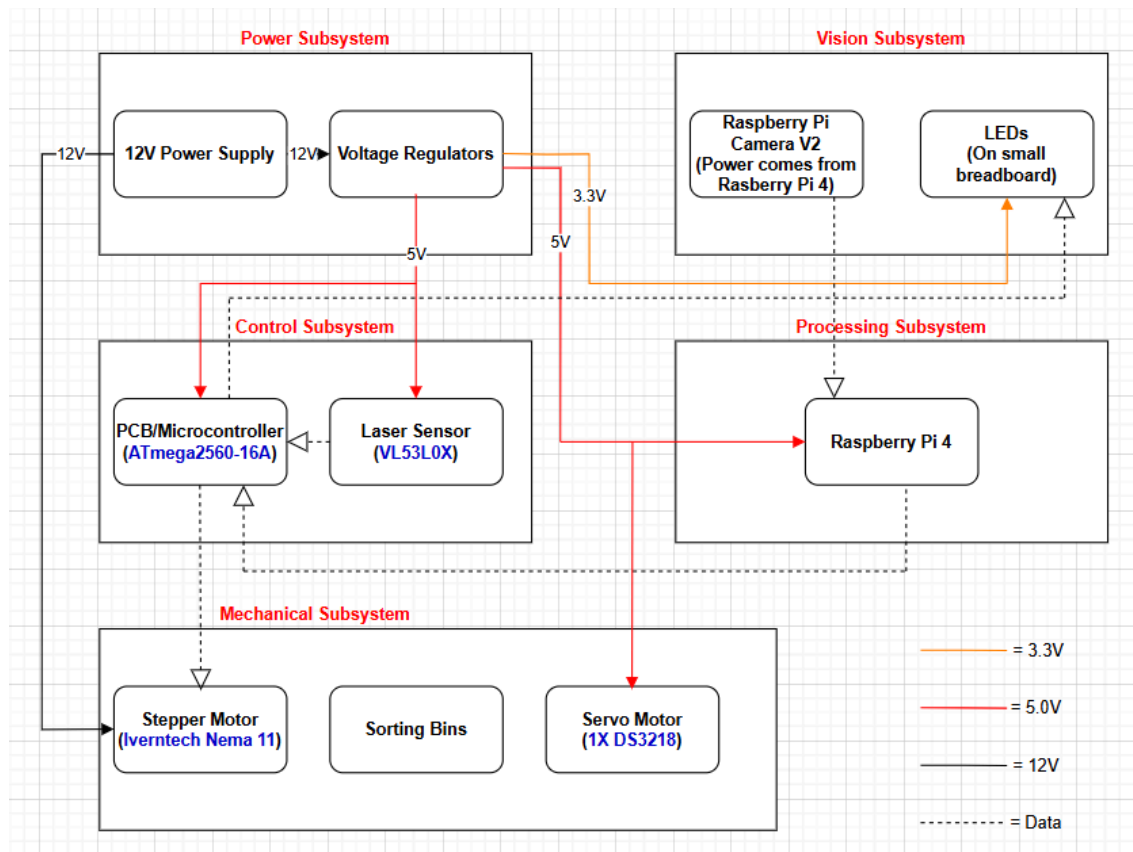 Power Subsystem
12V Power Supply
Voltage Regulators
12V
12V
3.3V
5V
5V
Vision Subsystem
Raspberry Pi
Camera V2
(Power comes from
Rasberry Pi 4)
LEDs
(On small
breadboard)
Control Subsystem
PCB/Microcontroller
(ATmega2560-16A)
Laser Sensor
(VL53L0X)
Processing Subsystem
Raspberry Pi 4
Mechanical Subsystem
Stepper Motor
(Iverntech Nema 11)
Sorting Bins
Servo Motor
(1X DS3218)
= 3.3V
= 5.0V
= 12V
= Data